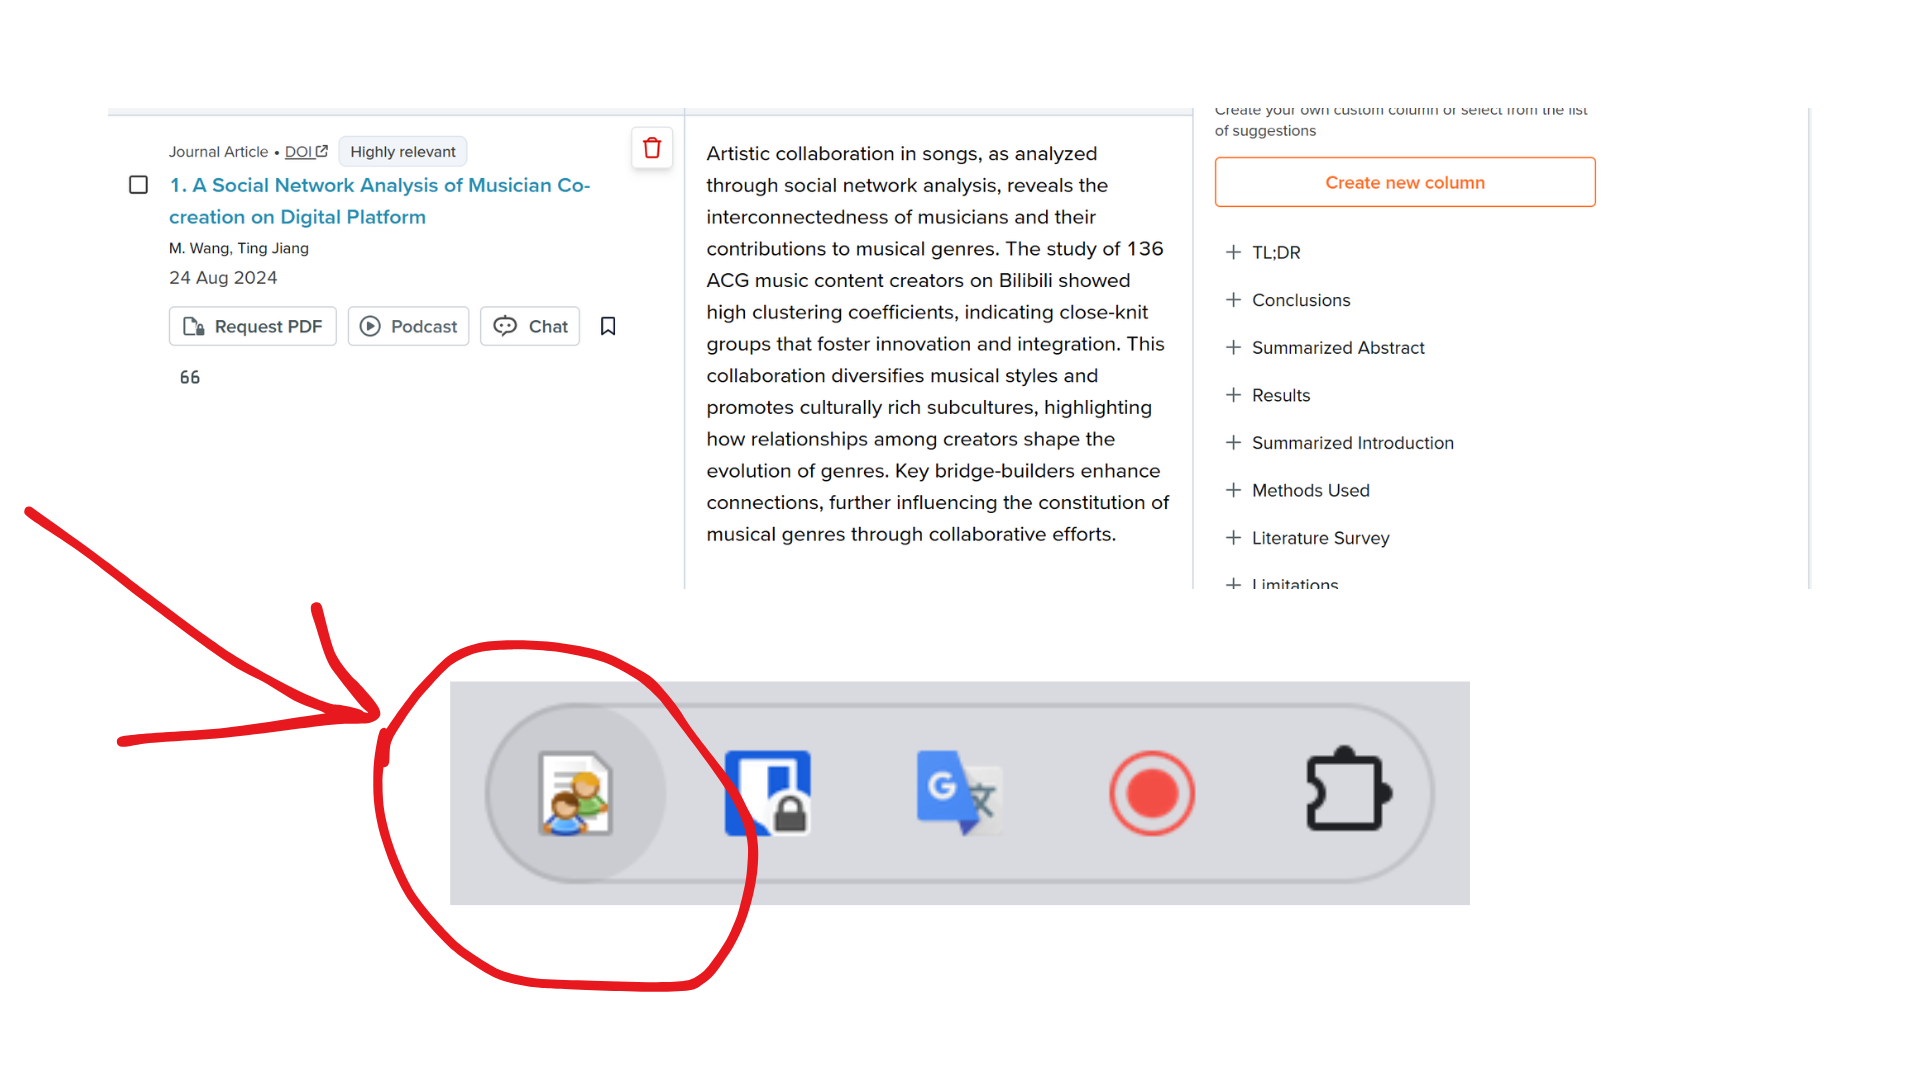 Journal Article • DOI Highly relevant
1. A Social Network Analysis of Musician Co-
creation on Digital Platform
M. Wang, Ting Jiang
24 Aug 2024
Request PDF Podcast Chat
66
Artistic collaboration in songs, as analyzed
through social network analysis, reveals the
interconnectedness of musicians and their
contributions to musical genres. The study of 136
ACG music content creators on Bilibili showed
high clustering coefficients, indicating close-knit
groups that foster innovation and integration. This
collaboration diversifies musical styles and
promotes culturally rich subcultures, highlighting
how relationships among creators shape the
evolution of genres. Key bridge-builders enhance
connections, further influencing the constitution of
musical genres through collaborative efforts.
Create your own custom column or select from the list
of suggestions
Create new column
TL;DR
Conclusions
Summarized Abstract
Results
Summarized Introduction
Methods Used
Literature Survey
Limitations
G 文